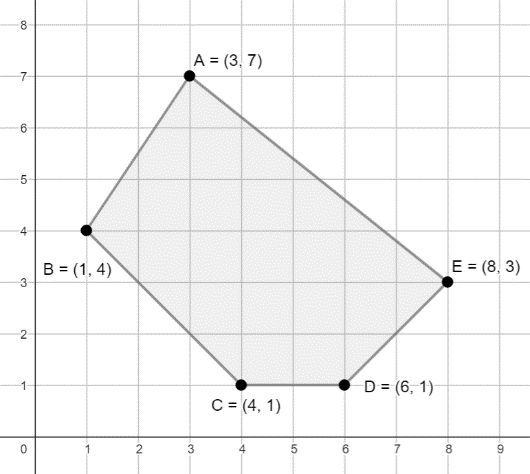 8
A = (3, 7)
7
6
5
4
B = (1, 4)
E = (8, 3)
3
2
1
D = (6, 1)
C = (4, 1)
0 1 2 3 4 5 6 7 8 9